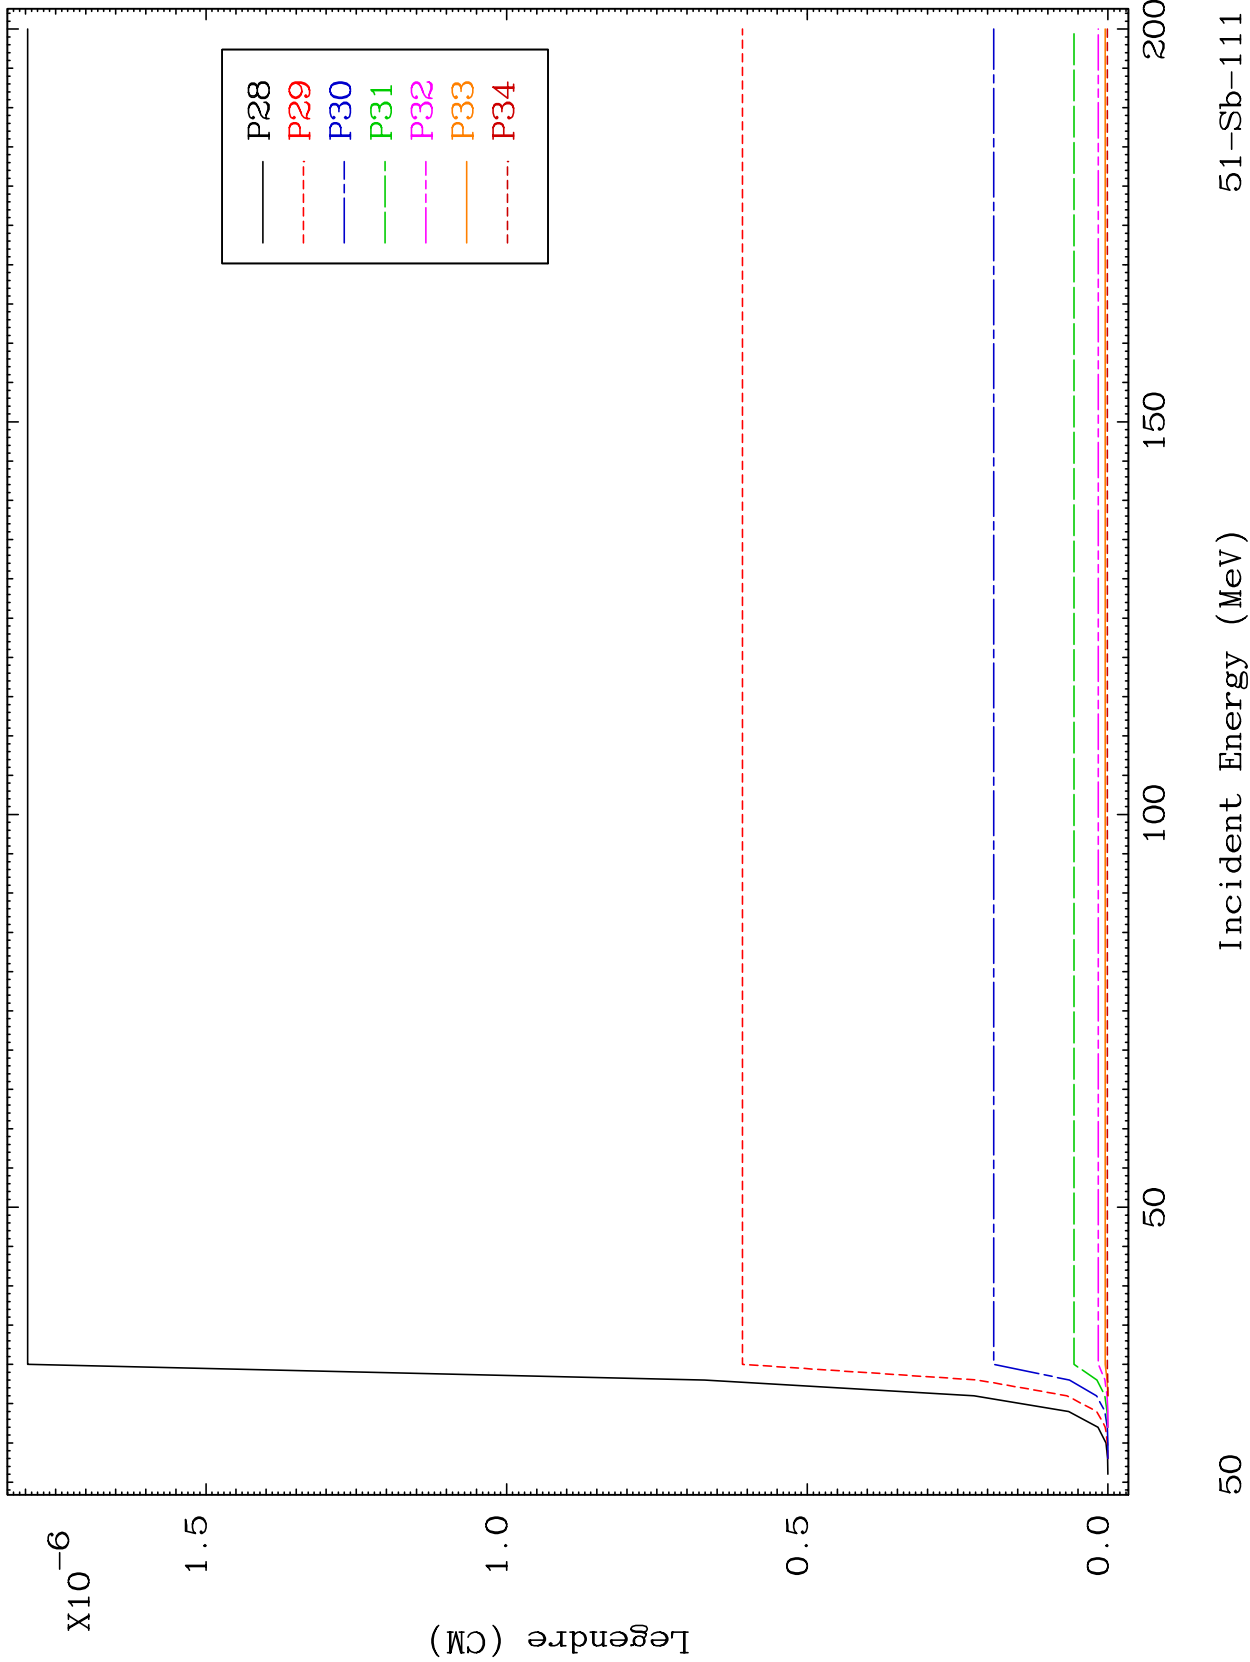 X10^-6
1.5
1.0
0.5
0.0
Legendre (CM)
P28
P29
P30
P31
P32
P33
P34
50
100
150
200
Incident Energy (MeV)
50
51-Sb-111